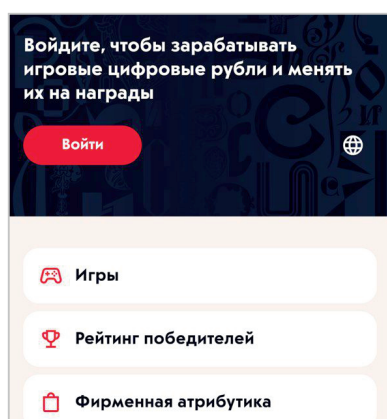 Войдите, чтобы зарабатывать
игровые цифровые рубли и менять
их на награды
Войти
Игры
Рейтинг победителей
Фирменная атрибутика